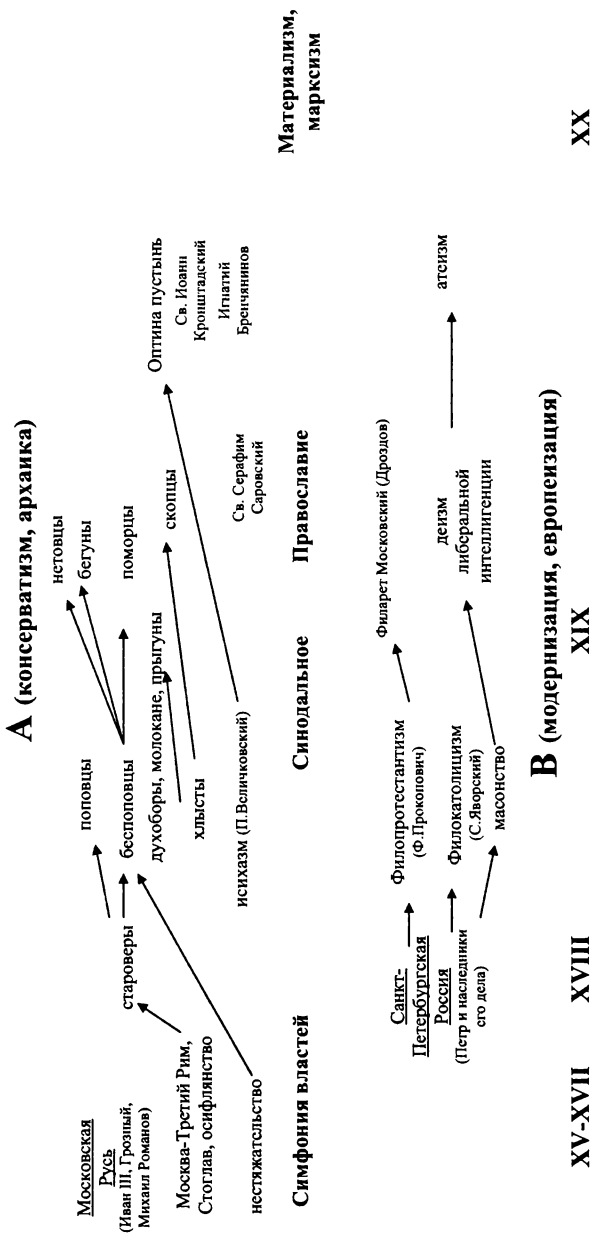 А (консерватизм, архаика)
Московская
Русь
(Иван III, Грозный,
Михаил Романов)
Москва-Третий Рим,
Стоглав, осифлянство
нестяжательство
староверы
поповцы
беспоповцы
духоборы, молокане, прыгуны
хлысты
исихазм (П.Величковский)
нетовцы
бегуны
поморцы
скопцы
Оптина пустынь
Св. Иоанн
Кронштадский
Игнатий
Бренчянинов
Св. Серафим
Саровский
Симфония властей
Синодальное
Православие
Материализм,
марксизм
Санкт-
Петербургская
Россия
(Петр и наследники
его дела)
Филопротестантизм
(Ф.Прокопович)
Филокатолицизм
(С.Яворский)
масонство
Филарет Московский (Дроздов)
деизм
либеральной
интеллигенции
атеизм
В (модернизация, европеизация)
XV-XVII
XVIII
XIX
XX